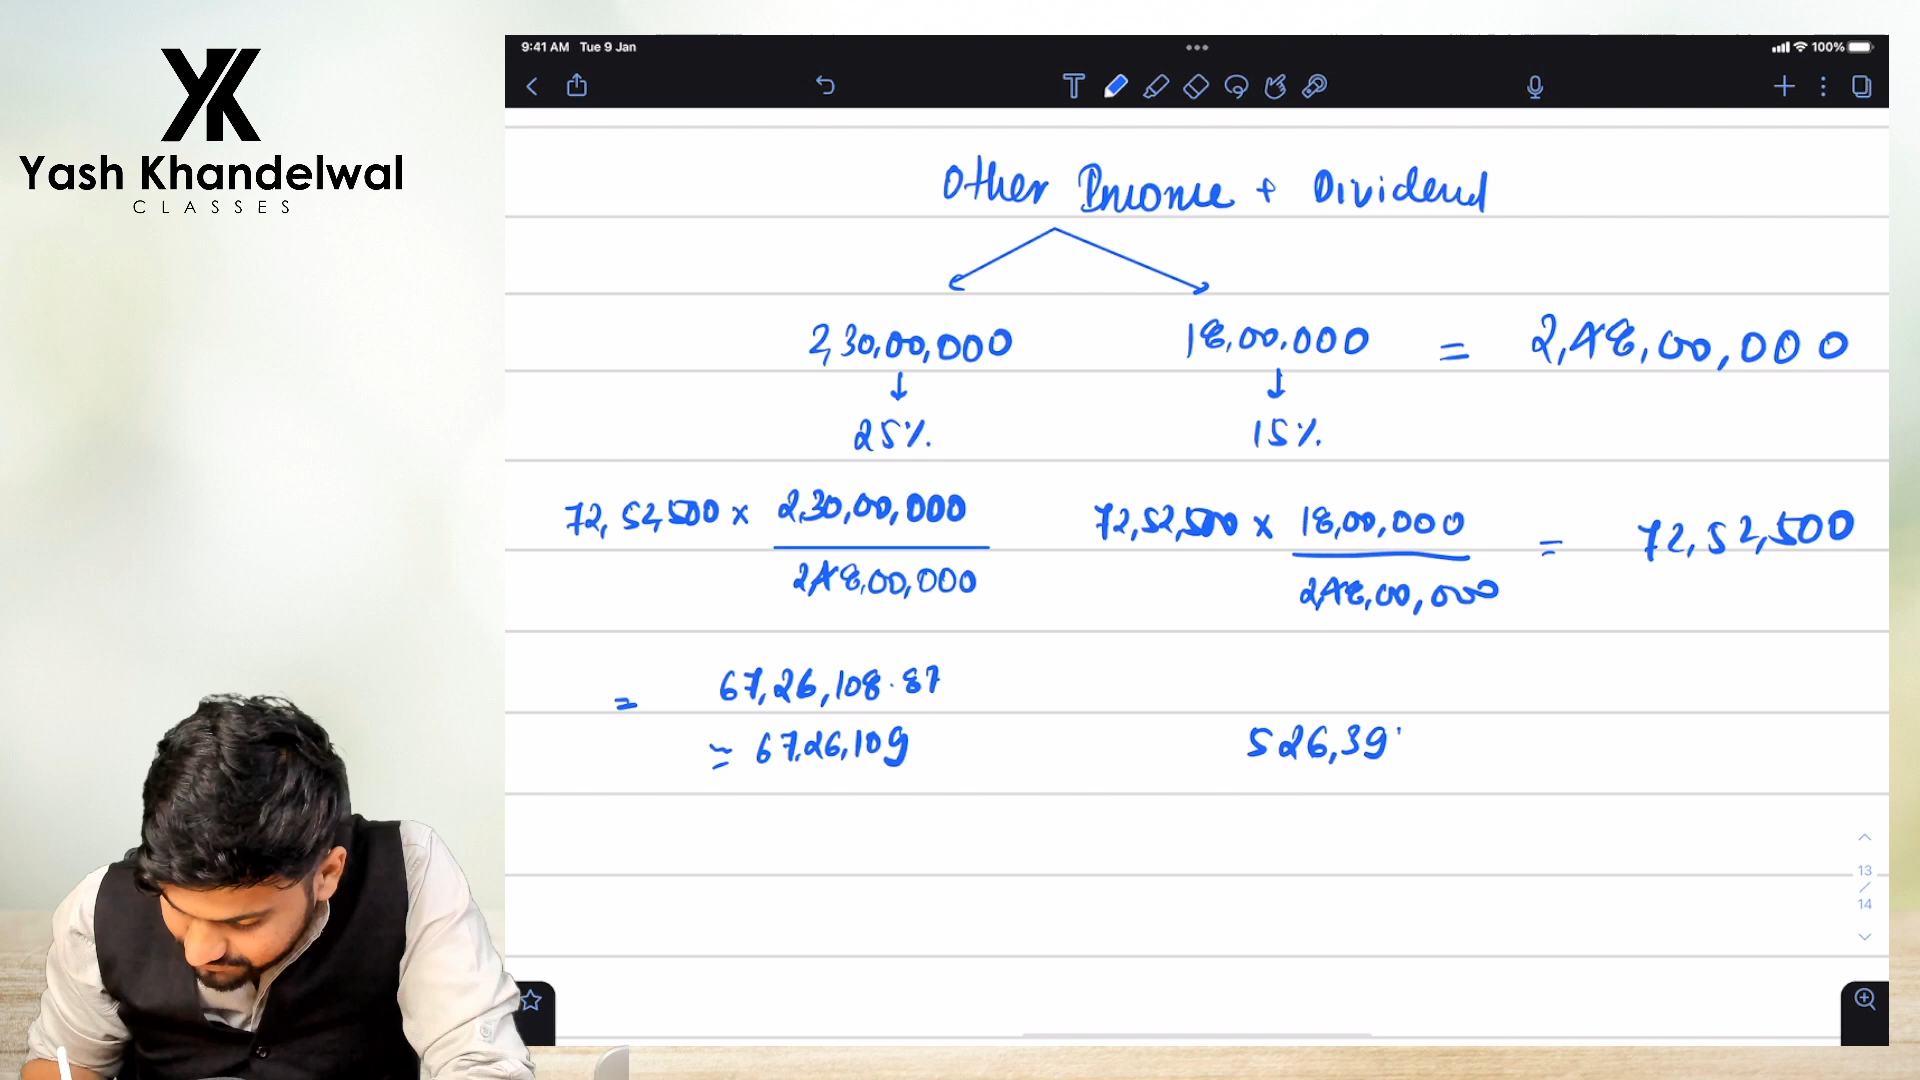 YK
Yash Khandelwal
CLASSES
9:41 AM Tue 9 Jan
100%
Other Income + Dividend
2,30,00,000 18,00,000 = 2,48,00,000
25% 15%
72,52,500 × 2,30,00,000 72,52,500 × 18,00,000 = 72,52,500
2,48,00,000 2,48,00,000
= 67,26,108.87
≈ 67,26,109 526,39
13
/
14